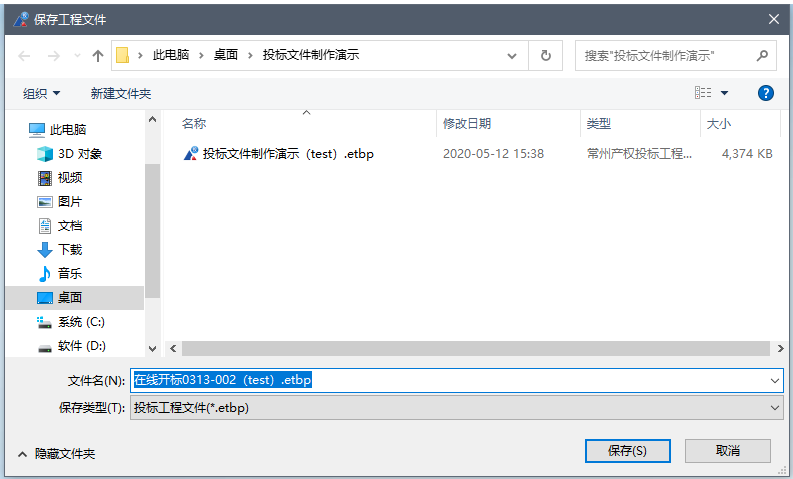 保存工程文件
此电脑 桌面 投标文件制作演示
搜索"投标文件制作演示"
组织 新建文件夹
名称 修改日期 类型 大小
投标文件制作演示（test）.etbp 2020-05-12 15:38 常州产权投标工程... 4,374 KB
此电脑
3D 对象
视频
图片
文档
下载
音乐
桌面
系统 (C:)
软件 (D:)
文件名(N): 在线开标0313-002（test）.etbp
保存类型(T): 投标工程文件(*.etbp)
隐藏文件夹 保存(S) 取消